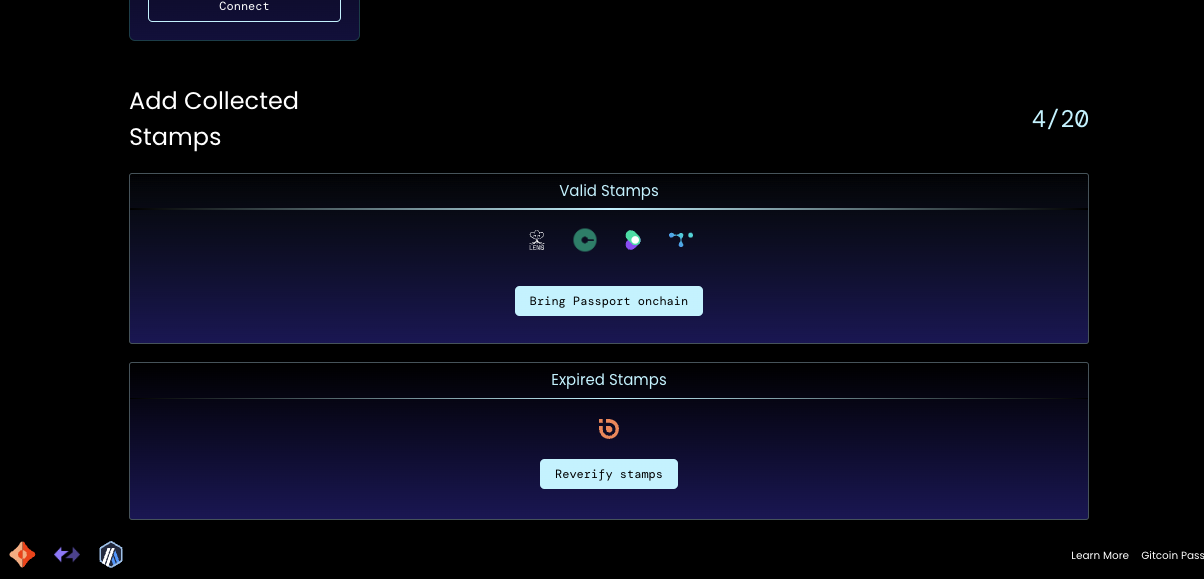 Connect
Add Collected
Stamps
4/20
Valid Stamps
LENS
Bring Passport onchain
Expired Stamps
Reverify stamps
Learn More
Gitcoin Pass